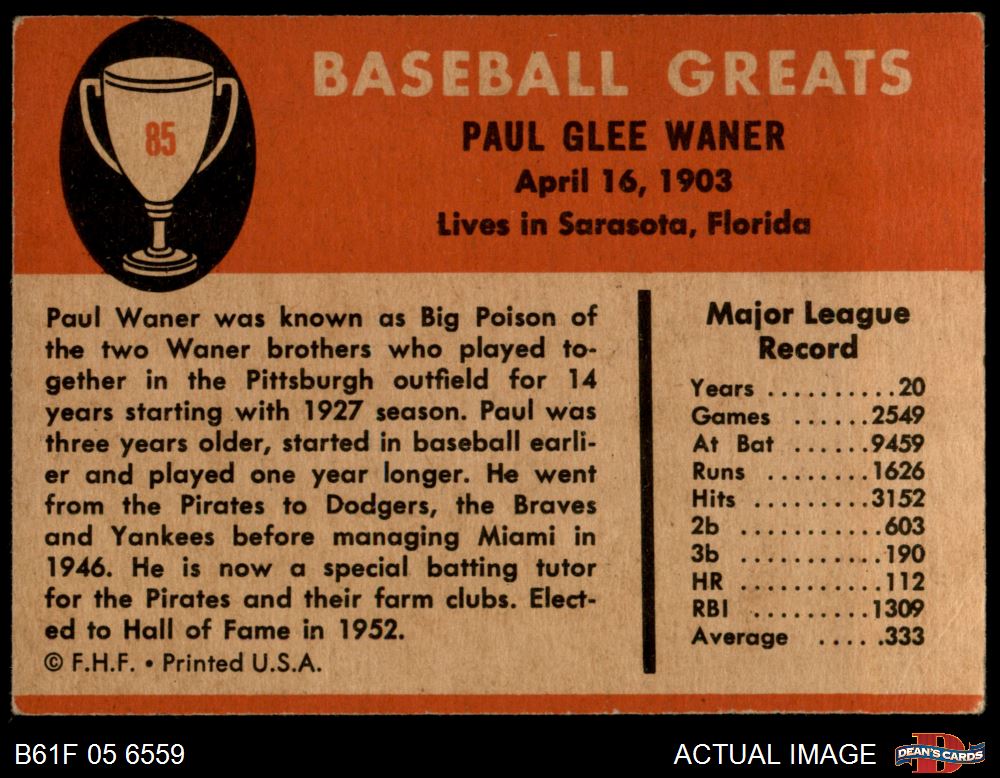 85
BASEBALL GREATS
PAUL GLEE WANER
April 16, 1903
Lives in Sarasota, Florida
Paul Waner was known as Big Poison of
the two Waner brothers who played to-
gether in the Pittsburgh outfield for 14
years starting with 1927 season. Paul was
three years older, started in baseball earli-
er and played one year longer. He went
from the Pirates to Dodgers, the Braves
and Yankees before managing Miami in
1946. He is now a special batting tutor
for the Pirates and their farm clubs. Elect-
ed to Hall of Fame in 1952.
© F.H.F. • Printed U.S.A.
Major League
Record
Years ..........20
Games ......2549
At Bat ......9459
Runs .........1626
Hits .........3152
2b ...........603
3b ...........190
HR ..........112
RBI .........1309
Average .....333
B61F 05 6559
ACTUAL IMAGE
D
DEAN'S CARDS